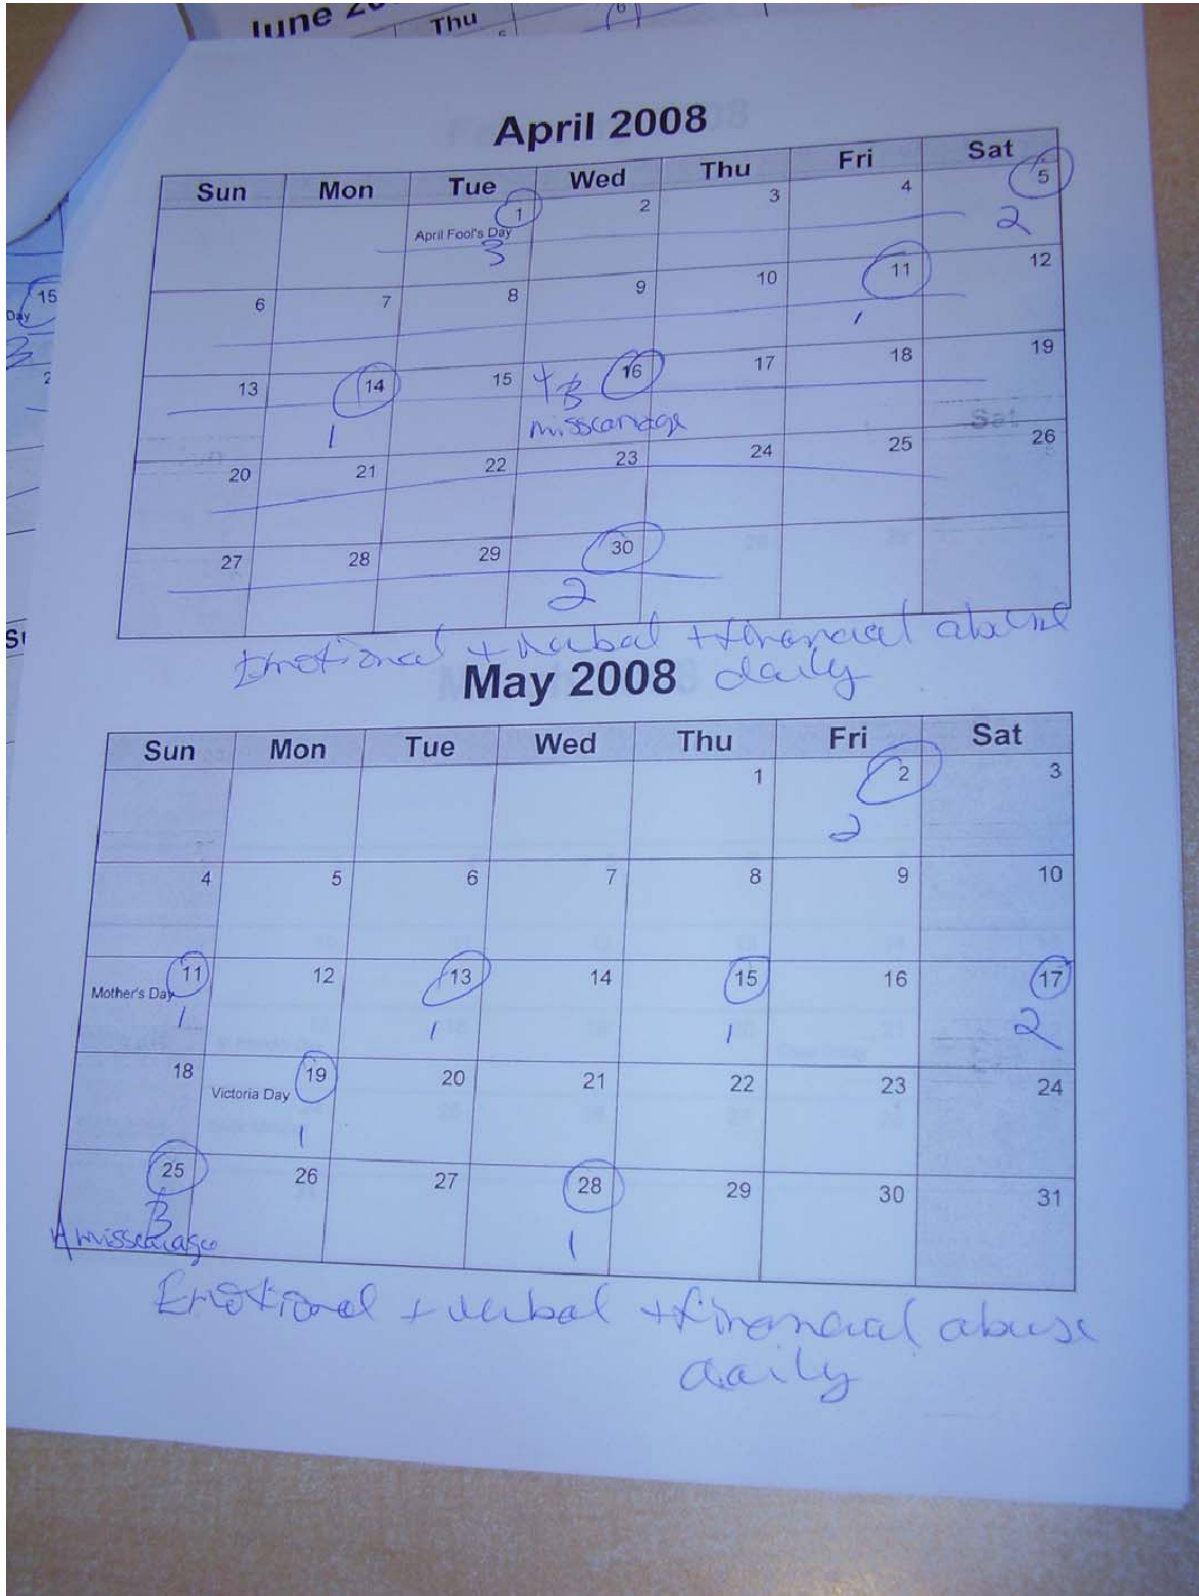 June
Thu
April 2008
Sun Mon Tue Wed Thu Fri Sat
1 2 3 4 5
April Fool's Day
3 2
6 7 8 9 10 11 12
1
13 14 15 16 17 18 19
1 misscarriage
20 21 22 23 24 25 26
27 28 29 30
2
Emotional + verbal + financial abuse
daily
May 2008
Sun Mon Tue Wed Thu Fri Sat
1 2 3
2
4 5 6 7 8 9 10
11 12 13 14 15 16 17
Mother's Day
1 1 1 2
18 19 20 21 22 23 24
Victoria Day
1
25 26 27 28 29 30 31
misscarriage
1
Emotional + verbal + financial abuse
daily
15
Day
3
2